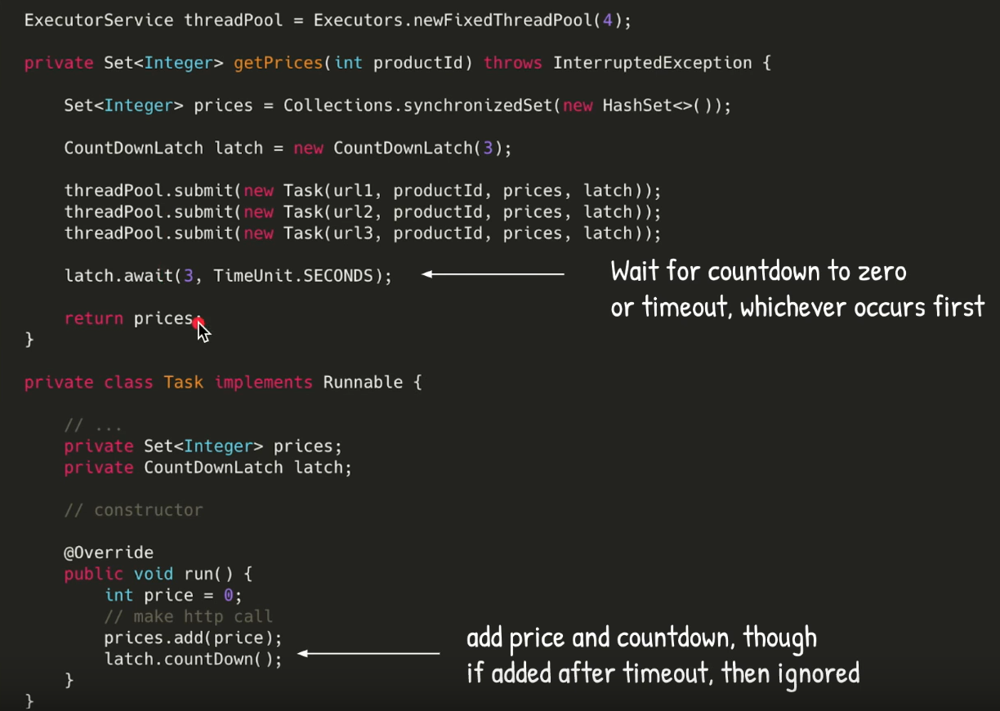 ExecutorService threadPool = Executors.newFixedThreadPool(4);
private Set<Integer> getPrices(int productId) throws InterruptedException {
Set<Integer> prices = Collections.synchronizedSet(new HashSet<>());
CountDownLatch latch = new CountDownLatch(3);
threadPool.submit(new Task(url1, productId, prices, latch));
threadPool.submit(new Task(url2, productId, prices, latch));
threadPool.submit(new Task(url3, productId, prices, latch));
latch.await(3, TimeUnit.SECONDS);
Wait for countdown to zero
or timeout, whichever occurs first
return prices;
}
private class Task implements Runnable {
// ...
private Set<Integer> prices;
private CountDownLatch latch;
// constructor
@Override
public void run() {
int price = 0;
// make http call
prices.add(price);
latch.countDown();
add price and countdown, though
if added after timeout, then ignored
}
}